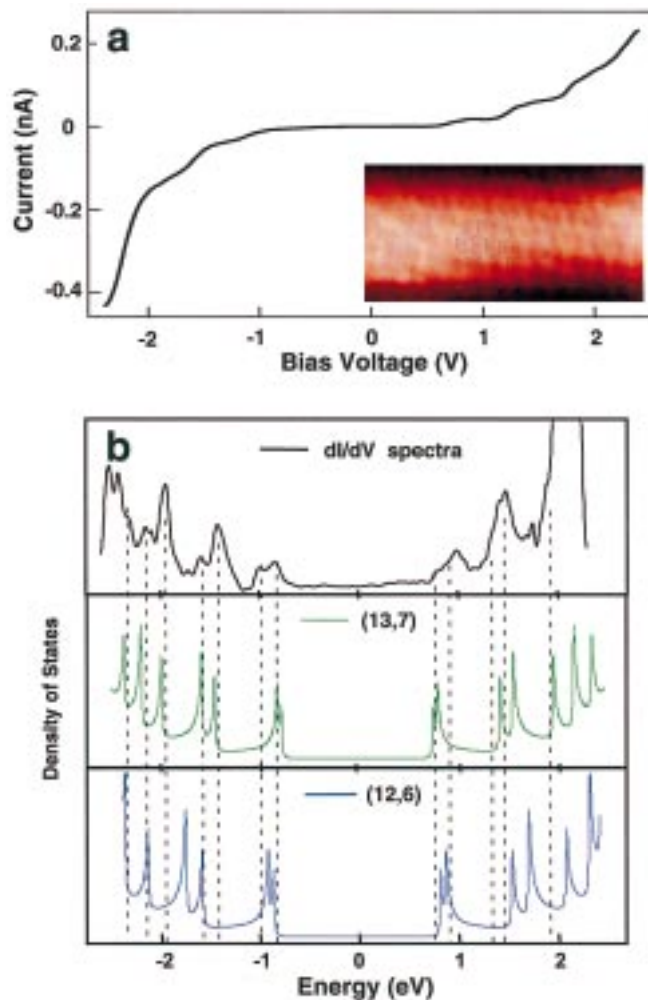 a
0.2
0
-0.2
-0.4
Current (nA)
-2 -1 0 1 2
Bias Voltage (V)
b
dI/dV spectra
(13,7)
(12,6)
Density of States
-2 -1 0 1 2
Energy (eV)